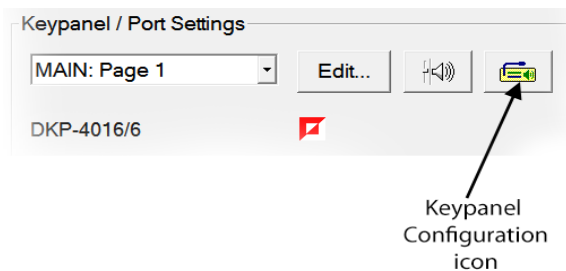 Keypanel / Port Settings
MAIN: Page 1
Edit...
DKP-4016/6
Keypanel
Configuration
icon